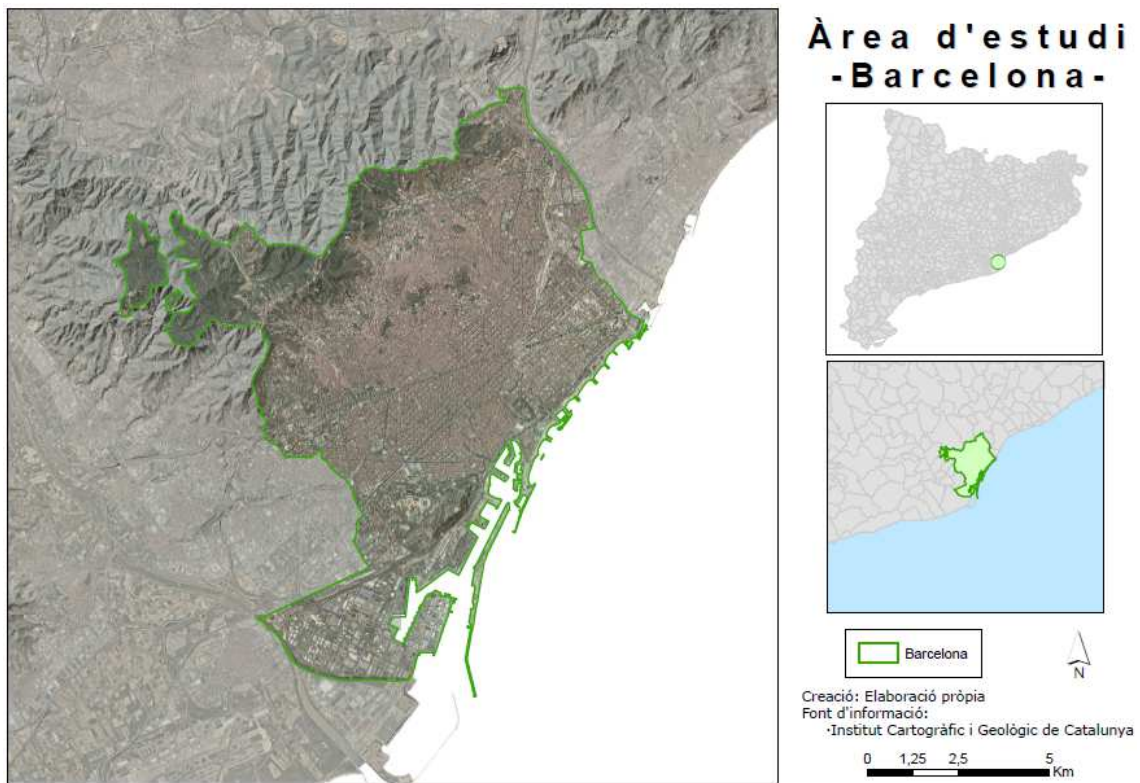 Àrea d'estudi
-Barcelona-
Barcelona
N
Creació: Elaboració pròpia
Font d'informació:
·Institut Cartogràfic i Geològic de Catalunya
0 1,25 2,5 5
Km